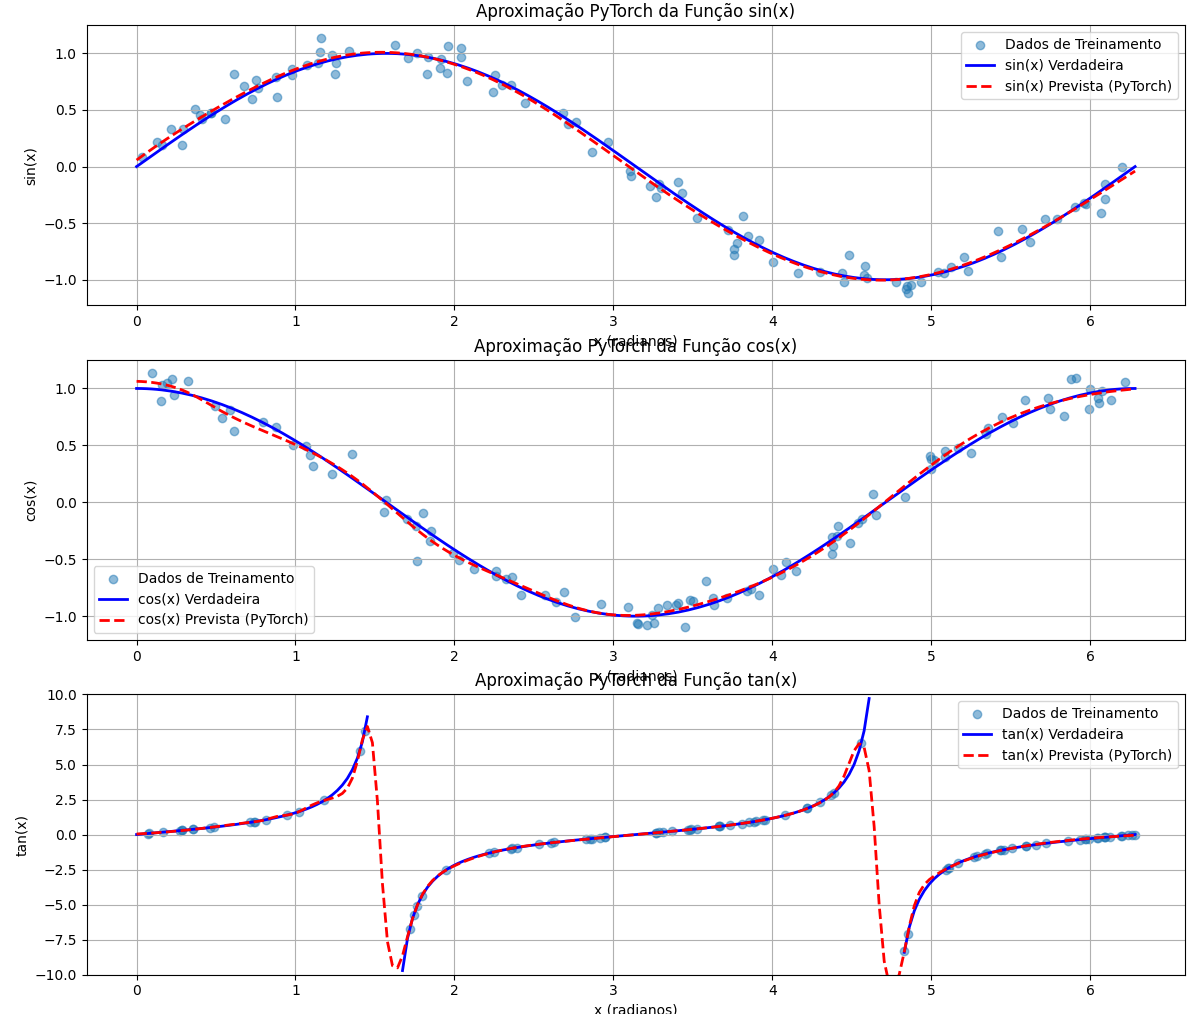 Aproximação PyTorch da Função sin(x)
1.0
0.5
0.0
−0.5
−1.0
sin(x)
Dados de Treinamento
sin(x) Verdadeira
sin(x) Prevista (PyTorch)
0 1 2 3 4 5 6
x (radianos)
Aproximação PyTorch da Função cos(x)
1.0
0.5
0.0
−0.5
−1.0
cos(x)
Dados de Treinamento
cos(x) Verdadeira
cos(x) Prevista (PyTorch)
0 1 2 3 4 5 6
x (radianos)
Aproximação PyTorch da Função tan(x)
10.0
7.5
5.0
2.5
0.0
−2.5
−5.0
−7.5
−10.0
tan(x)
Dados de Treinamento
tan(x) Verdadeira
tan(x) Prevista (PyTorch)
0 1 2 3 4 5 6
x (radianos)